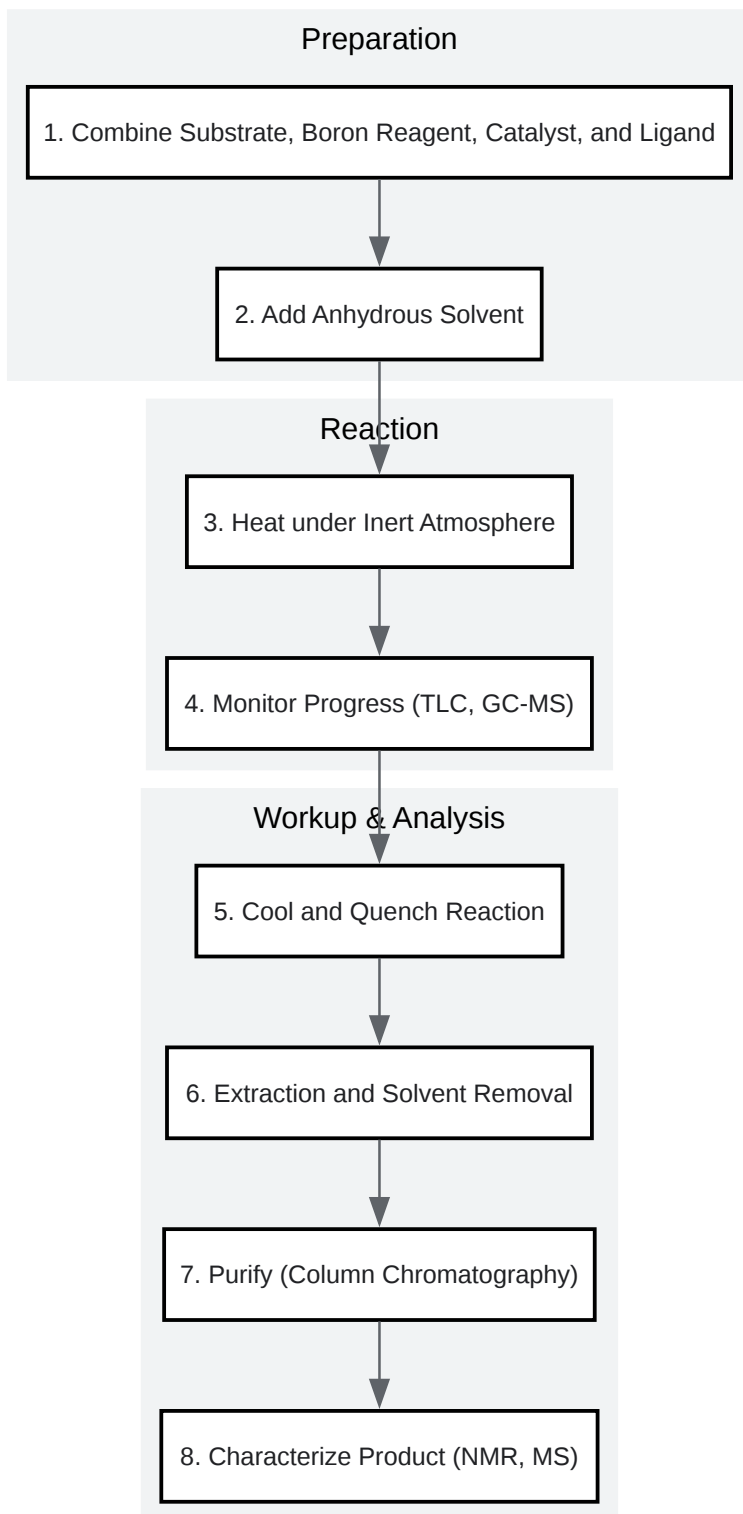 Preparation
1. Combine Substrate, Boron Reagent, Catalyst, and Ligand
2. Add Anhydrous Solvent
Reaction
3. Heat under Inert Atmosphere
4. Monitor Progress (TLC, GC-MS)
Workup & Analysis
5. Cool and Quench Reaction
6. Extraction and Solvent Removal
7. Purify (Column Chromatography)
8. Characterize Product (NMR, MS)